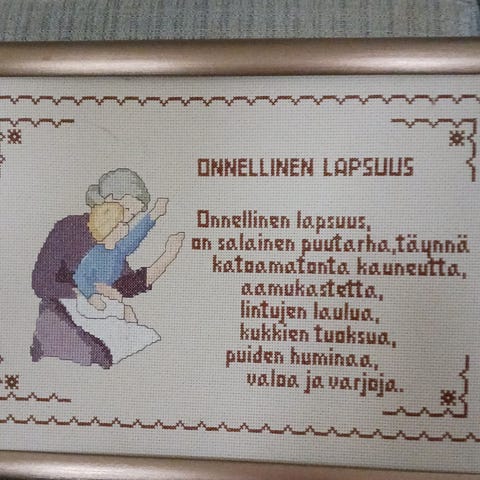 ONNELLINEN LAPSUUS
Onnellinen lapsuus,
on salainen puutarha,täynnä
katoamatonta kauneutta,
aamukastetta,
lintujen laulua,
kukkien tuoksua,
puiden huminaa,
valoa ja varjoja.